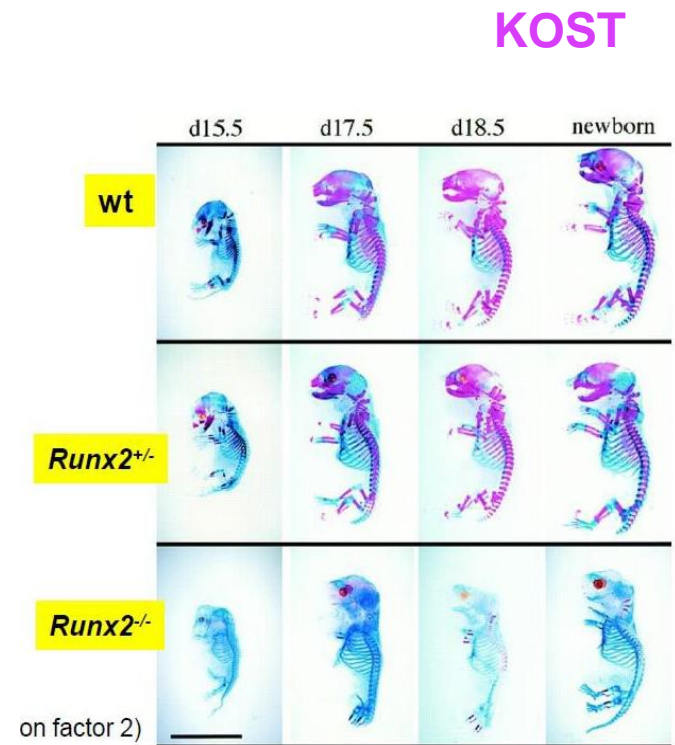 KOST
d15.5 d17.5 d18.5 newborn
wt
Runx2+/-
Runx2-/-
on factor 2)